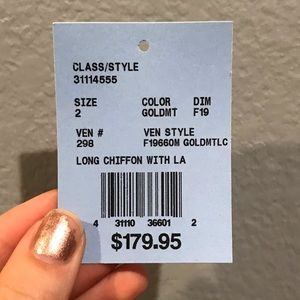 CLASS/STYLE
31114555
SIZE COLOR DIM
2 GOLDMT F19
VEN # VEN STYLE
298 F19660M GOLDMTLC
LONG CHIFFON WITH LA
4 31110 36601 2
$179.95